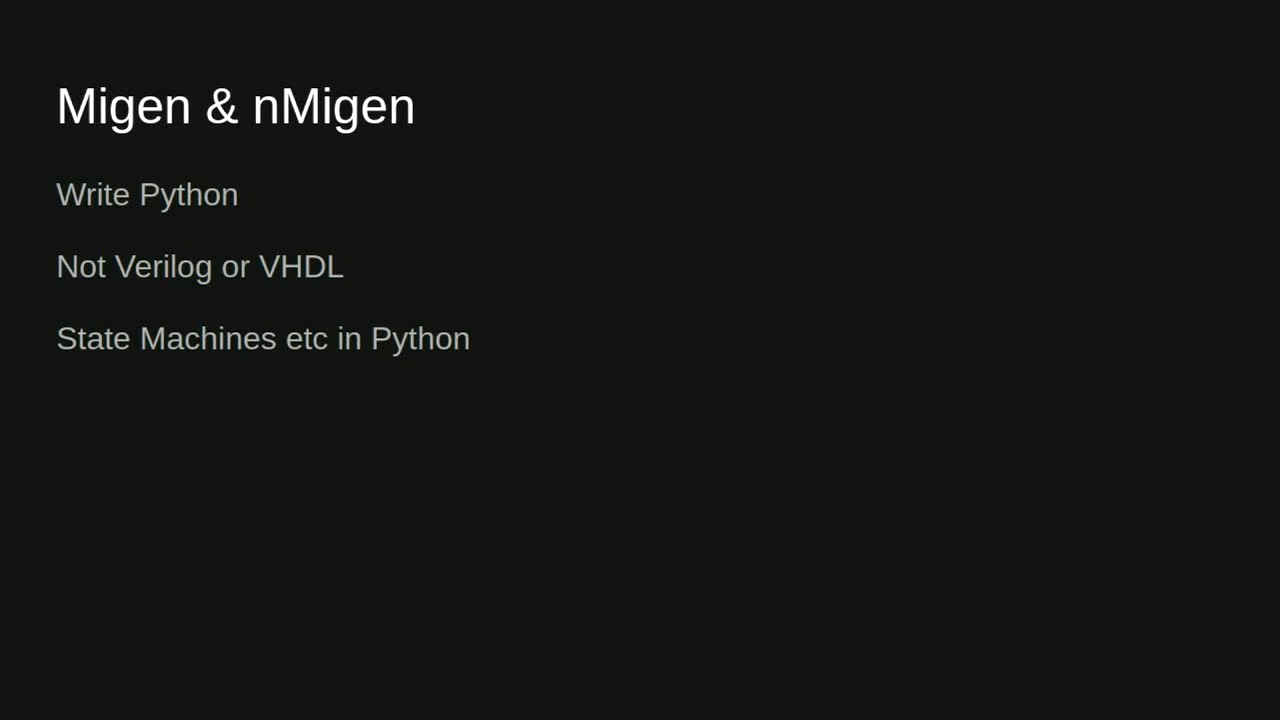 Migen & nMigen
Write Python
Not Verilog or VHDL
State Machines etc in Python